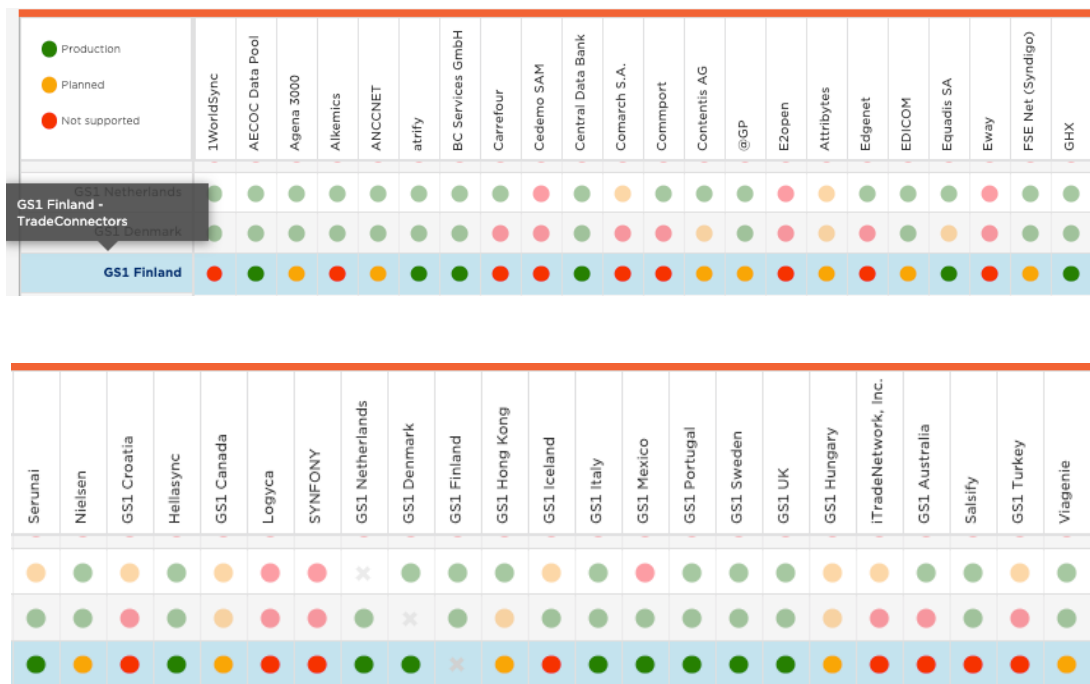 Production
Planned
Not supported
1WorldSync
AECOC Data Pool
Agena 3000
Alkemics
ANCCNET
atrify
BC Services GmbH
Carrefour
Cedemo SAM
Central Data Bank
Comarch S.A.
Commport
Contentis AG
@GP
E2open
Attribytes
Edgenet
EDICOM
Equadis SA
Eway
FSE Net (Syndigo)
GHX
GS1 Netherlands
GS1 Finland -
TradeConnectors
GS1 Denmark
GS1 Finland
Serunai
Nielsen
GS1 Croatia
Hellasync
GS1 Canada
Logyca
SYNFONY
GS1 Netherlands
GS1 Denmark
GS1 Finland
GS1 Hong Kong
GS1 Iceland
GS1 Italy
GS1 Mexico
GS1 Portugal
GS1 Sweden
GS1 UK
GS1 Hungary
iTradeNetwork, Inc.
GS1 Australia
Salsify
GS1 Turkey
Viagenie